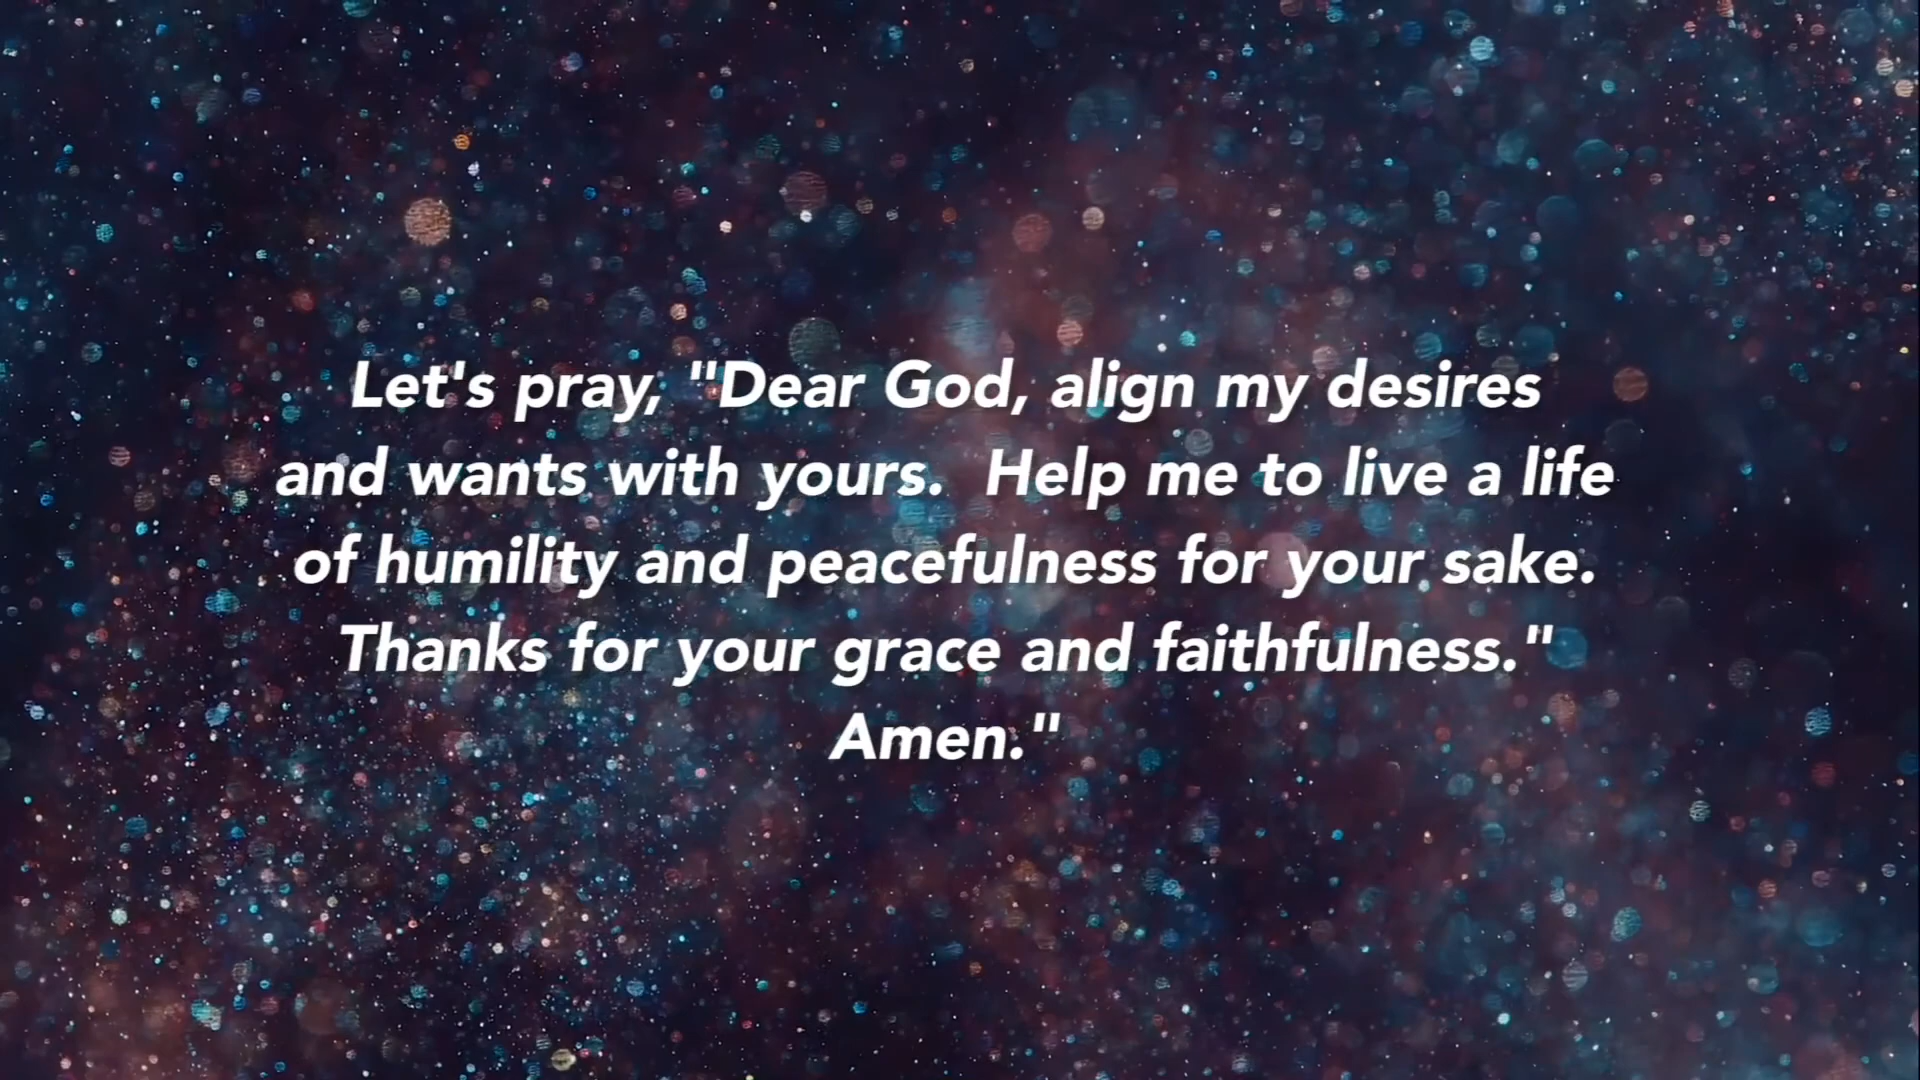 Let's pray, "Dear God, align my desires
and wants with yours.  Help me to live a life
of humility and peacefulness for your sake.
Thanks for your grace and faithfulness."
Amen."